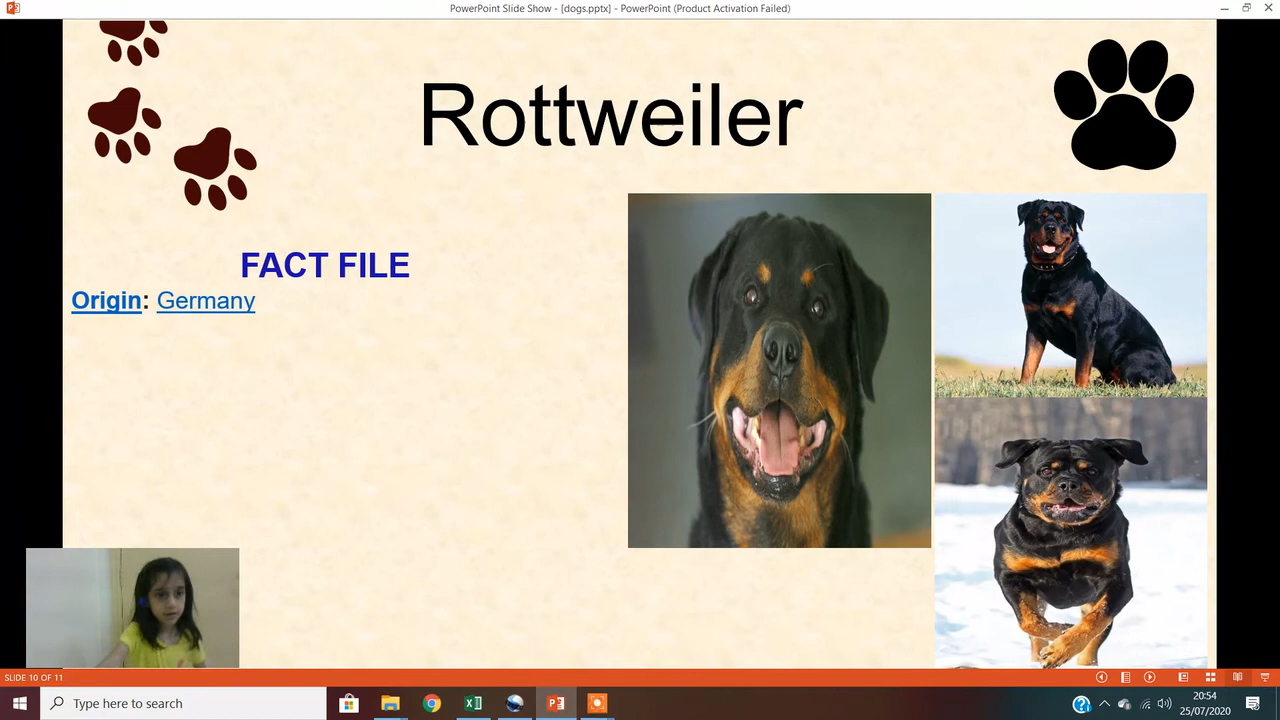 PowerPoint Slide Show - [dogs.pptx] - PowerPoint (Product Activation Failed)
Rottweiler
FACT FILE
Origin: Germany
SLIDE 10 OF 11
Type here to search
20:54
25/07/2020